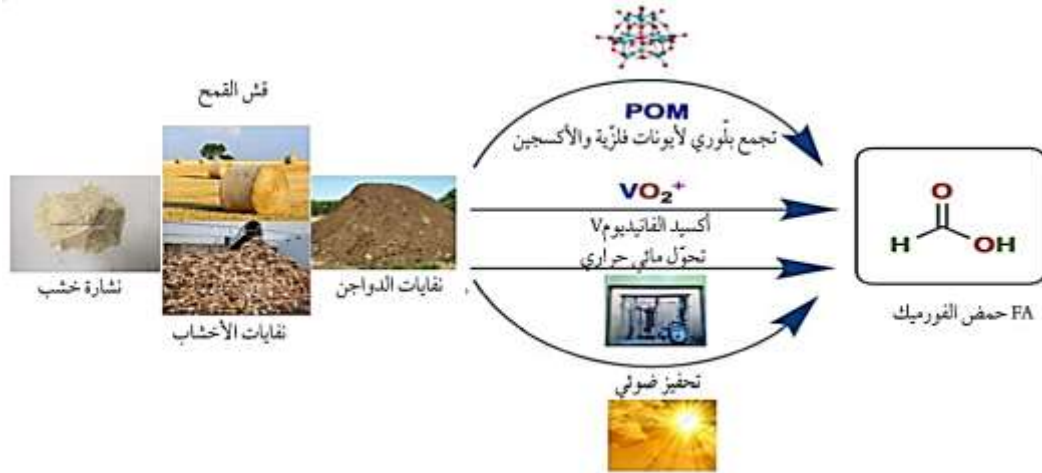 قش القمح
نشارة خشب
نفايات الأخشاب
نفايات الدواجن
POM
تجمع بلّوري لأيونات فلزّية والأكسجين
VO₂⁺
أكسيد الفانيديومV
تحوّل مائي حراري
تحفيز ضوئي
O
H OH
FA حمض الفورميك